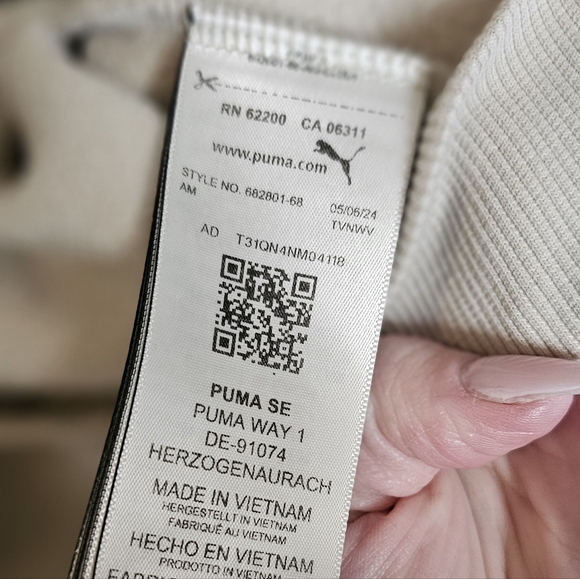 RN 62200 CA 06311
www.puma.com
STYLE NO. 682801-68 05/06/24
AM TVNWV
AD T31QN4NM04118
PUMA SE
PUMA WAY 1
DE-91074
HERZOGENAURACH
MADE IN VIETNAM
HERGESTELLT IN VIETNAM
FABRIQUÉ AU VIETNAM
HECHO EN VIETNAM
PRODOTTO IN VIETNAM